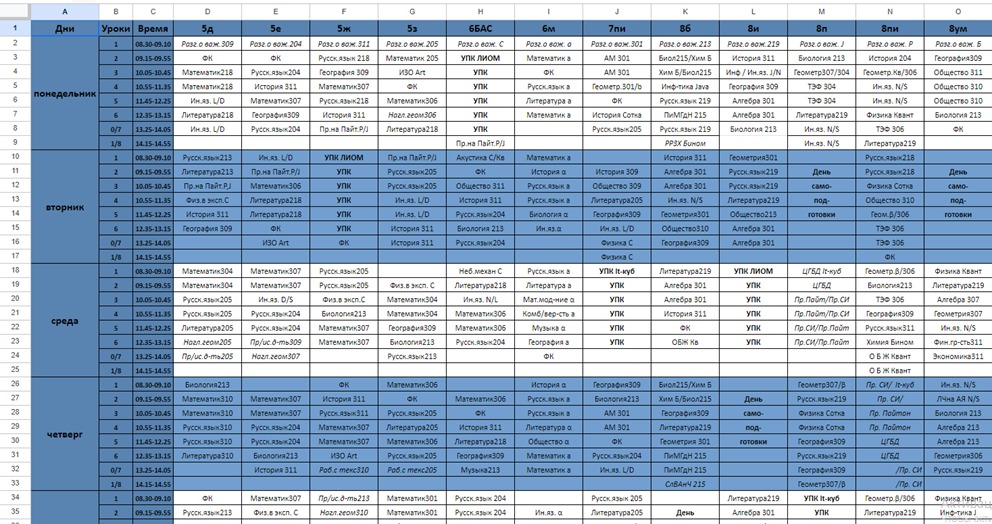 A B C D E F G H I J K L M N O
1 Дни Уроки Время 5д 5е 5ж 5з 6БАС 6м 7пи 8б 8и 8п 8пи 8ум
2 1 08.30-09.10 Разг.о важ.309 Разг.о важ.204 Разг.о важ.311 Разг.о важ.205 Разг.о важ. С Разг.о важ. а Разг.о важ.301 Разг.о важ.213 Разг.о важ.219 Разг.о важ. J Разг.о важ. Р Разг.о важ. Б
3 2 09.15-09.55 ФК ФК Русск.язык 218 Математик 205 УПК ЛИОМ Математик а АМ 301 Биол215/Хим Б История 311 Биология 213 История 204 География309
4 3 10.05-10.45 Математик218 Русск.язык204 География 309 ИЗО Art УПК ФК АМ 301 Хим Б/Биол215 Инф / Ин.яз. J/N Геометр307/304 Геометр.Кв/306 Общество 311
5 понедельник 4 10.55-11.35 Математик218 История 311 Математик307 ФК УПК Русск.язык а Геометр.301/b Инф-тика Java География 309 ТЭФ 304 Ин.яз. N/S Общество 310
6 5 11.45-12.25 Ин.яз. L/D Математик307 Русск.язык218 Математик306 УПК Литература а ФК Русск.язык 219 Алгебра 301 ТЭФ 304 Ин.яз. N/S Общество 310
7 6 12.35-13.15 Литература218 География309 История 311 Нагл.геом306 УПК Математик а История Сотка ПиМГдН 215 Алгебра 301 Литература219 Физика Квант Биология 213
8 0/7 13.25-14.05 Ин.яз. L/D Русск.язык204 Пр.на Пайт.P/J Литература218 УПК Русск.язык205 Русск.язык 219 Биология 213 Ин.яз. N/S ТЭФ 306 ФК
9 1/8 14.15-14.55 Пр.на Пайт.P/J РРЗХ Бином Ин.яз. N/S Литература219
10 1 08.30-09.10 Русск.язык213 Ин.яз. L/D УПК ЛИОМ Пр.на Пайт.P/J Акустика С/Кв Математик а История 311 Геометрия301 Русск.язык218
11 2 09.15-09.55 Литература213 Пр.на Пайт.P/J УПК Русск.язык205 ФК История α История 309 Алгебра 301 Русск.язык219 День Русск.язык218 День
12 3 10.05-10.45 Пр.на Пайт.P,J Математик306 УПК Русск.язык205 Общество 311 Русск.язык а Общество 309 Алгебра 301 Русск.язык219 само- Физика Сотка само-
13 вторник 4 10.55-11.35 Физ.в эксп.С Литература218 УПК Ин.яз. L/D История 311 Русск.язык а Литература205 Ин.яз. N/S Литература219 под- Общество 310 под-
14 5 11.45-12.25 История 311 Литература218 УПК Ин.яз. L/D Русск.язык204 Биология α География309 Геометрия301 Общество213 готовки Геом.β/306 готовки
15 6 12.35-13.15 География 309 ФК УПК История 311 Биология 213 Ин.яз.α Ин.яз. L/D Общество310 Алгебра 301 ТЭФ 306
16 0/7 13.25-14.05 ИЗО Art ФК История 311 Русск.язык204 Физика С География309 Алгебра 301 ТЭФ 306
17 1/8 14.15-14.55 Физика С ФК
18 1 08.30-09.10 Математик304 Математик307 Русск.язык205 Неб.механ С Русск.язык а УПК It-куб Литература219 УПК ЛИОМ ЦГБД It-куб Геометр.β/306 Физика Квант
19 2 09.15-09.55 Математик304 Математик307 Русск.язык205 Физ.в эксп. С Литература218 Литература а УПК Алгебра 301 УПК ЦГБД Биология213 Литература219
20 3 10.05-10.45 Русск.язык205 Ин.яз. D/S Физ.в эксп.С Математик304 Ин.яз. N/L Мат.мод-ние α УПК Алгебра 301 УПК Пр.Пайт/Пр.СИ ТЭФ 306 Алгебра 307
21 среда 4 10.55-11.35 Русск.язык205 Русск.язык204 Биология213 Математик304 Математик306 Комб/вер-сть а УПК История 311 УПК Пр.Пайт/Пр.СИ География309 Геометрия307
22 5 11.45-12.25 Литература205 Русск.язык204 Математик307 География309 Математик306 Музыка α УПК ФК УПК Пр.СИ/Пр.Пайт Русск.язык311 Ин.яз. N/S
23 6 12.35-13.15 Нагл.геом205 Пр/ис.д-ть309 Математик307 Литература218 Русск.язык204 География а УПК ОБЖ Кв УПК Пр.СИ/Пр.Пайт Химия Бином Фин.гр-сть311
24 0/7 13.25-14.05 Пр/ис.д-ть205 Нагл.геом307 Русск.язык213 ФК О Б Ж Квант Экономика311
25 1/8 14.15-14.55 О Б Ж Квант
26 1 08.30-09.10 Биология213 ФК Математик306 История α География309 Биол215/Хим Б Геометр307/β Пр. СИ/ It-куб Ин.яз. N/S
27 2 09.15-09.55 Математик310 Математик307 История 311 ФК Математик306 Русск.язык а Биология213 Хим Б/Биол215 День Русск.язык219 Пр. СИ/ ЛЧна АЯ N/S
28 3 10.05-10.45 Математик310 Математик307 Русск.язык311 Русск.язык205 ФК Русск.язык а АМ 301 География309 само- Физика Сотка Пр. Пайтон Биология 213
29 четверг 4 10.55-11.35 Русск.язык310 Русск.язык204 Литература205 Русск.язык205 История 311 Литература а АМ 301 Алгебра 301 под- Физика Сотка Пр. Пайтон Алгебра 213
30 5 11.45-12.25 Русск.язык310 Русск.язык204 Математик307 Математик306 Литература218 Общество α ФК Геометрия 301 готовки География309 ЦГБД Алгебра 213
31 6 12.35-13.15 Литература310 Биология213 ИЗО Art География309 Русск.язык204 Математик а Литература205 ПиМГдН 215 Русск.язык219 ЦГБД Геометрия306
32 0/7 13.25-14.05 История 311 Раб.с текс310 Раб.с текс205 Музыка213 Математик а Ин.яз. L/D ПиМГдН 215 География309 /Пр. СИ Русск.язык219
33 1/8 14.15-14.55 СлВАнЧ 215 Геометр307/β /Пр. СИ
34 1 08.30-09.10 ФК Математик307 Пр/ис.д-ть213 Математик301 Русск.язык 204 Русск.язык 205 Литература219 УПК It-куб Геометр.β/306 Физика Квант
35 2 09.15-09.55 Русск.язык213 Физ.в эксп. С Нагл.геом310 Математик301 Русск.язык 204 Ин.яз. α Русск.язык 205 День Русск.язык219 УПК Литература219 Инф-тика J